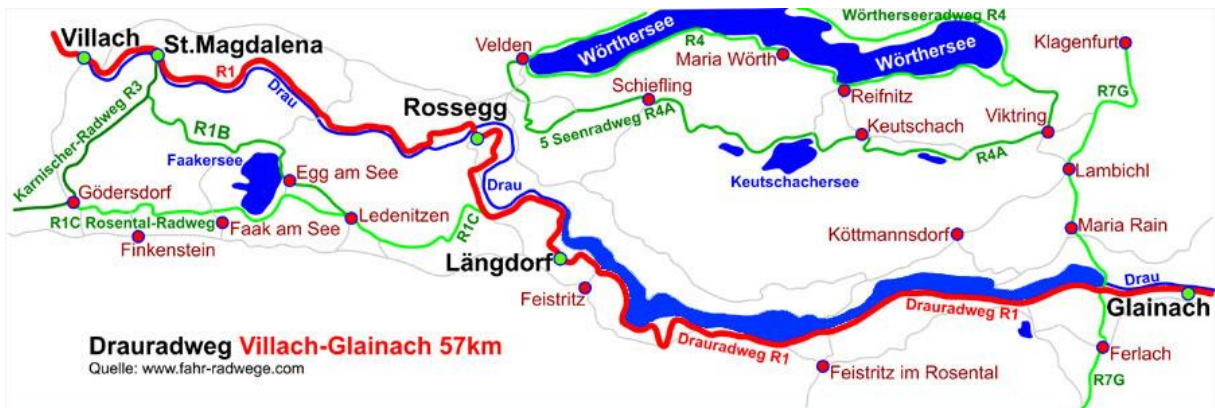 Villach
St.Magdalena
R1
Drau
Karnischer-Radweg R3
R1B
Rossegg
Faakersee
Egg am See
Gödersdorf
R1C Rosental-Radweg
Faak am See
Ledenitzen
Finkenstein
R1C
Drau
Längdorf
Feistritz
Velden
Wörthersee
R4
Maria Wörth
Wörtherseeradweg R4
Wörthersee
Klagenfurt
Schiefling
Reifnitz
R7G
5 Seenradweg R4A
Keutschach
Viktring
R4A
Keutschachersee
Lambichl
Köttmannsdorf
Maria Rain
Drau
Drauradweg R1
Glainach
Drauradweg R1
Feistritz im Rosental
Ferlach
R7G
Drauradweg Villach-Glainach 57km
Quelle: www.fahr-radwege.com